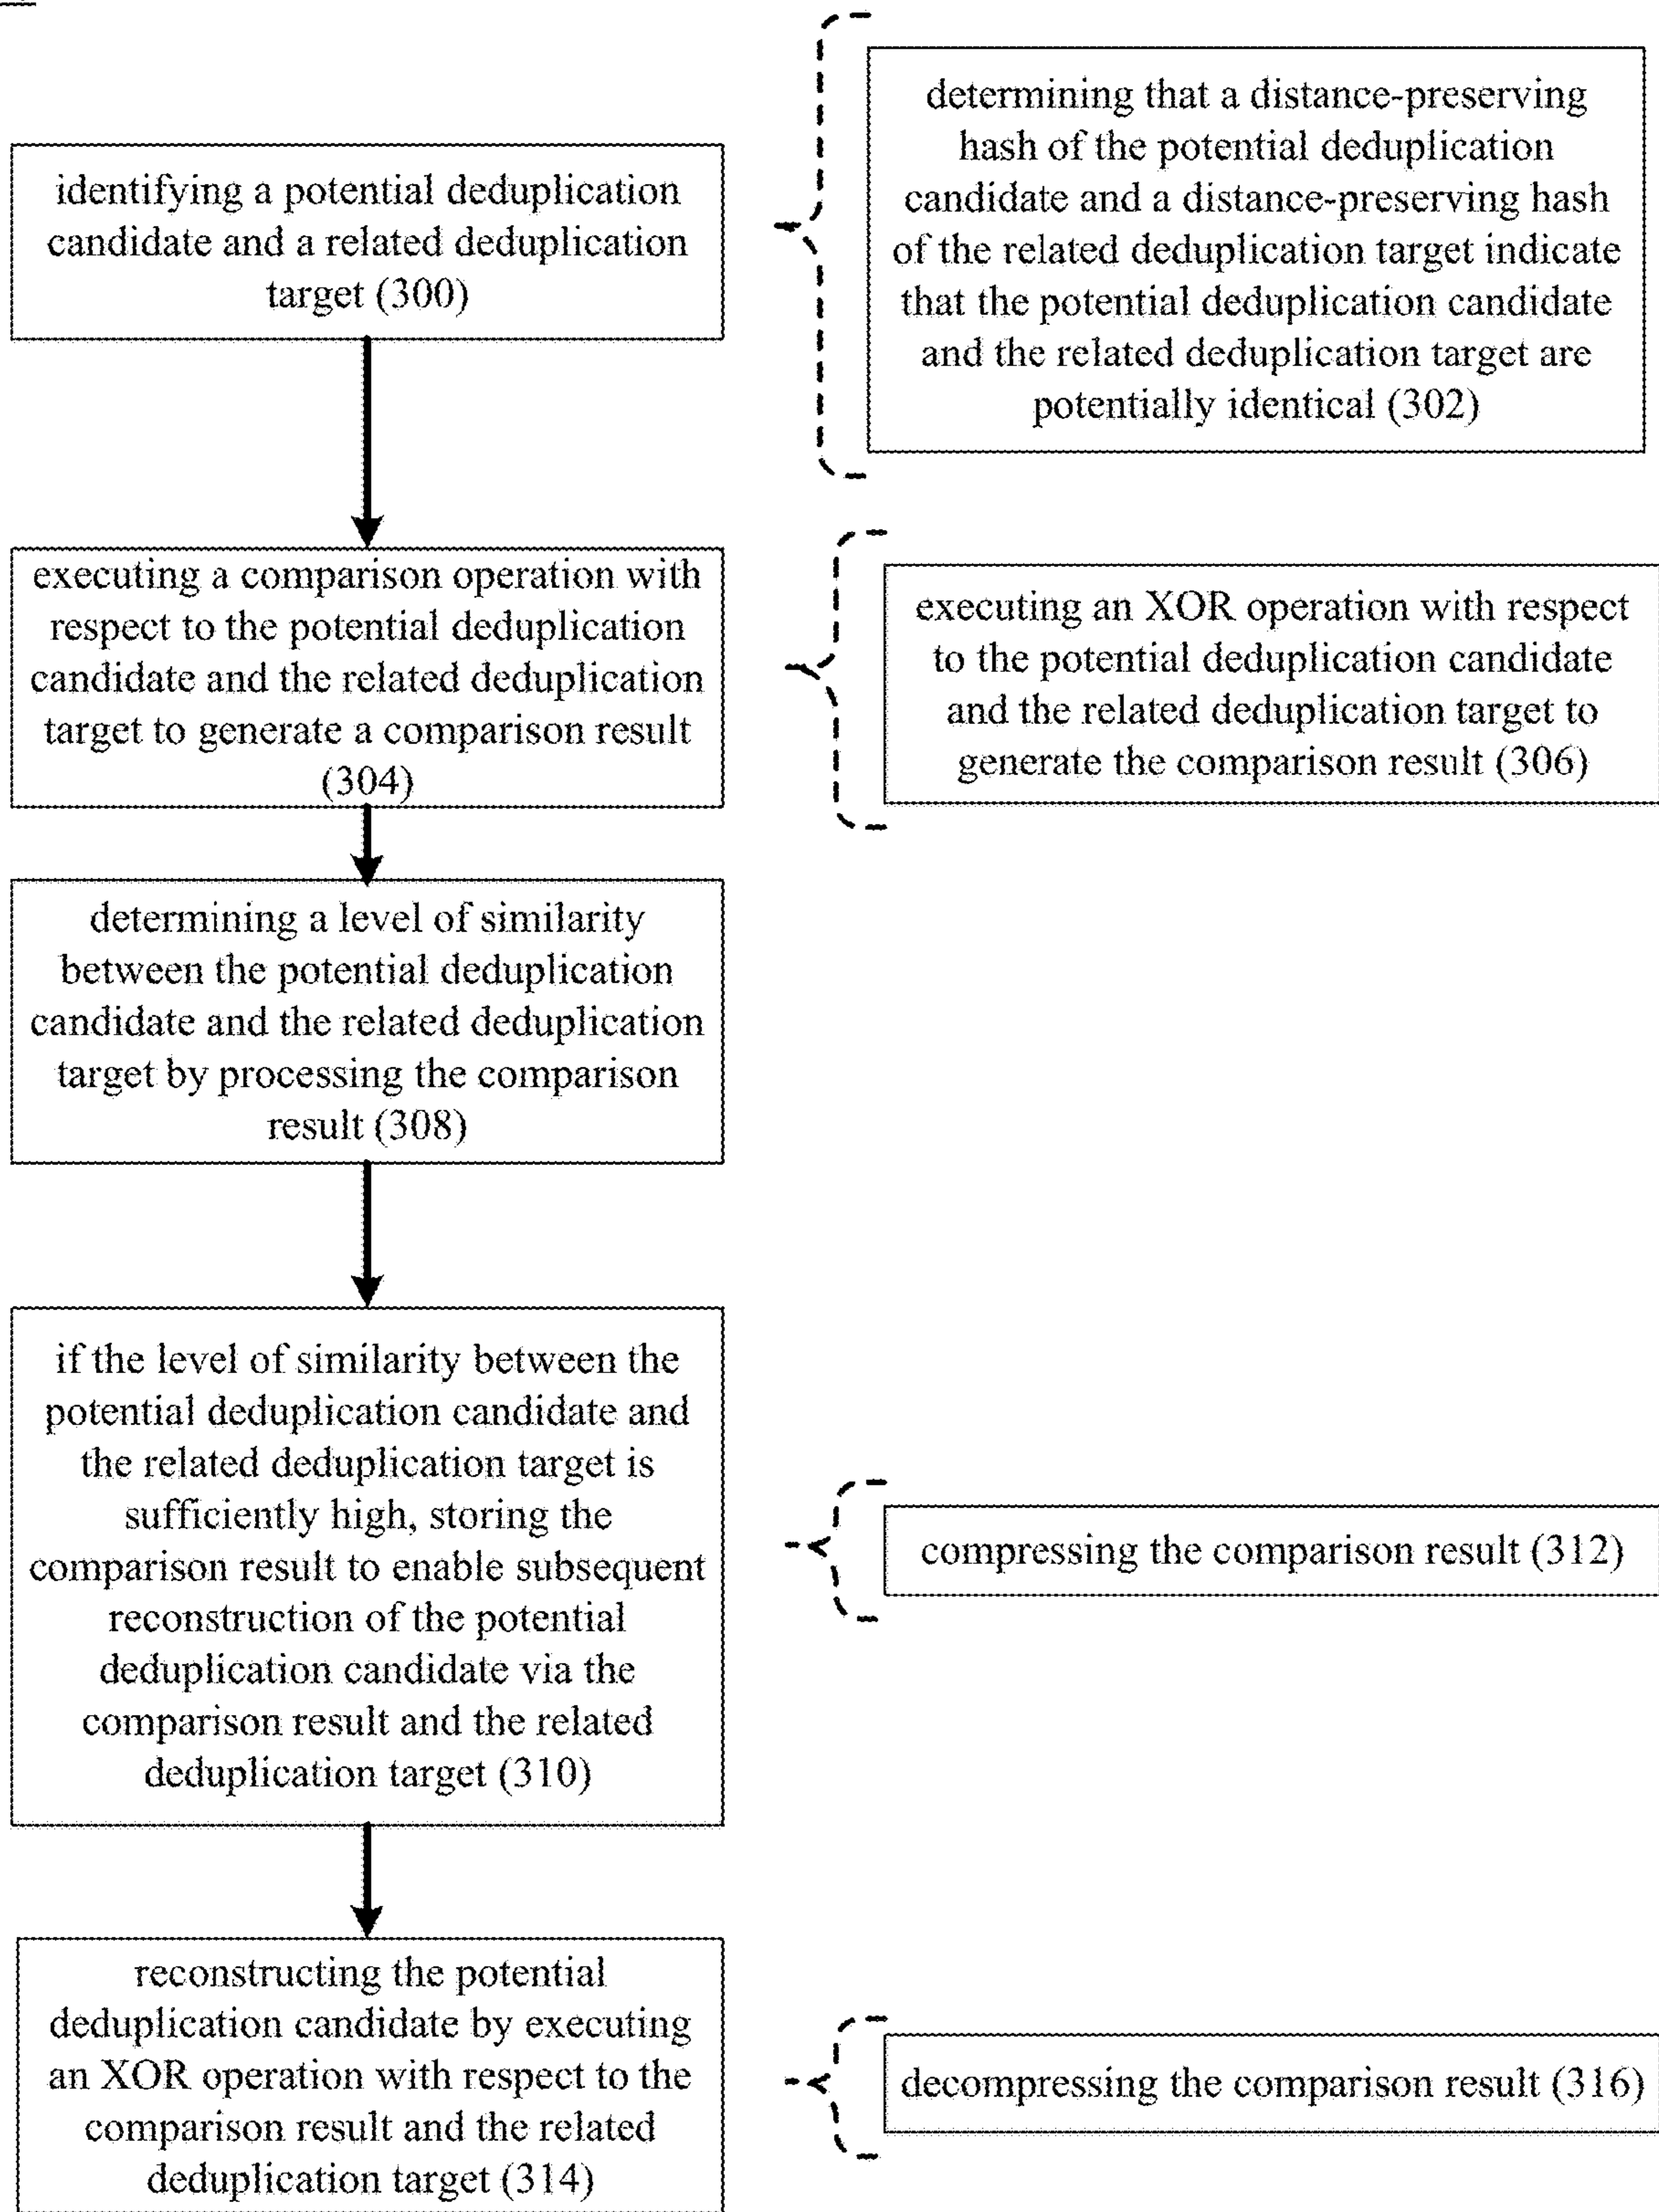 identifying a potential deduplication
candidate and a related deduplication
target (300)
determining that a distance-preserving
hash of the potential deduplication
candidate and a distance-preserving hash
of the related deduplication target indicate
that the potential deduplication candidate
and the related deduplication target are
potentially identical (302)
executing a comparison operation with
respect to the potential deduplication
candidate and the related deduplication
target to generate a comparison result
(304)
executing an XOR operation with respect
to the potential deduplication candidate
and the related deduplication target to
generate the comparison result (306)
determining a level of similarity
between the potential deduplication
candidate and the related deduplication
target by processing the comparison
result (308)
if the level of similarity between the
potential deduplication candidate and
the related deduplication target is
sufficiently high, storing the
comparison result to enable subsequent
reconstruction of the potential
deduplication candidate via the
comparison result and the related
deduplication target (310)
compressing the comparison result (312)
reconstructing the potential
deduplication candidate by executing
an XOR operation with respect to the
comparison result and the related
deduplication target (314)
decompressing the comparison result (316)